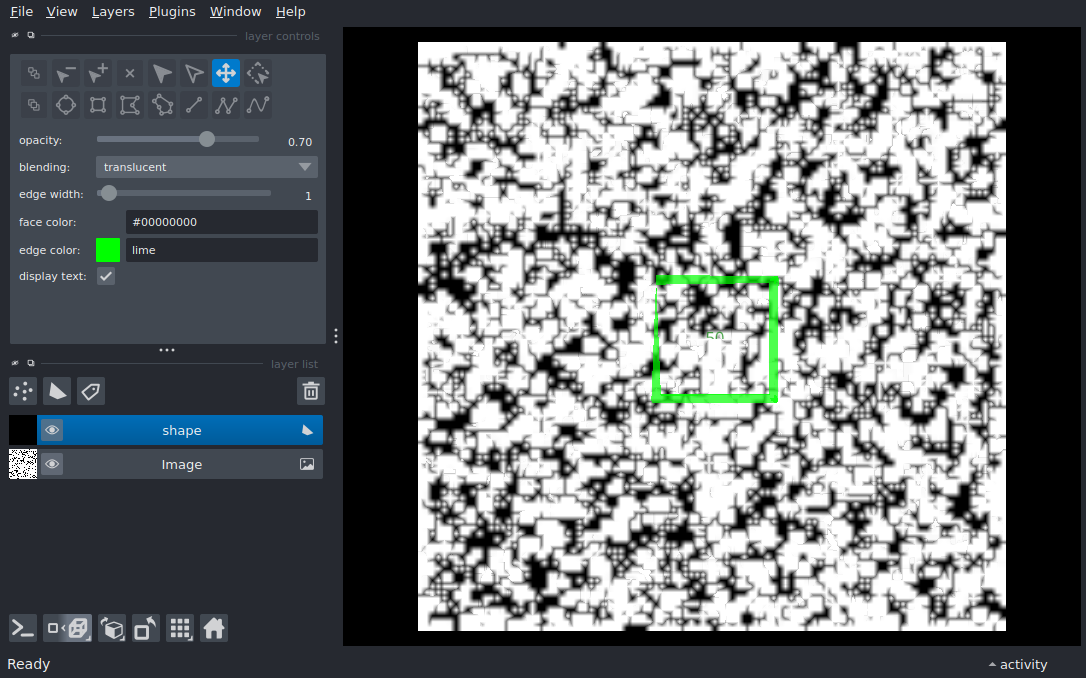 File View Layers Plugins Window Help
layer controls
opacity: 0.70
blending: translucent
edge width: 1
face color: #00000000
edge color: lime
display text:
layer list
shape
Image
50
Ready activity